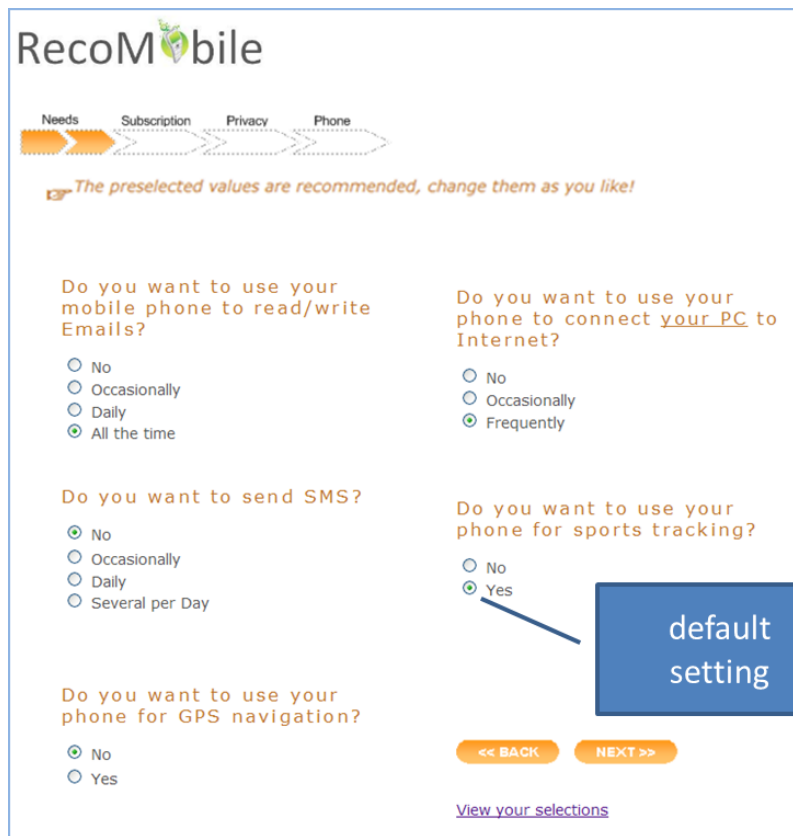 RecoMobile
Needs Subscription Privacy Phone
The preselected values are recommended, change them as you like!
Do you want to use your
mobile phone to read/write
Emails?
No
Occasionally
Daily
All the time
Do you want to send SMS?
No
Occasionally
Daily
Several per Day
Do you want to use your
phone for GPS navigation?
No
Yes
Do you want to use your
phone to connect your PC to
Internet?
No
Occasionally
Frequently
Do you want to use your
phone for sports tracking?
No
Yes
default
setting
<< BACK NEXT >>
View your selections